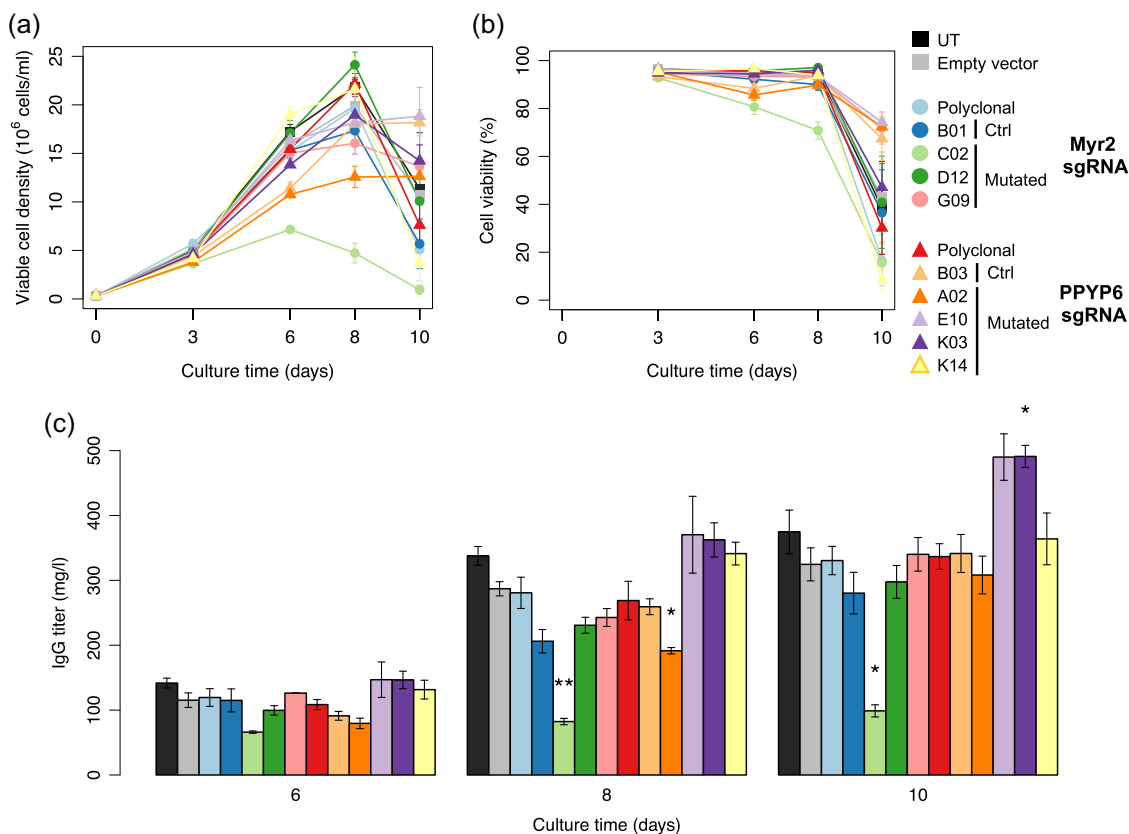 (a)
Viable cell density (10⁶ cells/ml)
25
20
15
10
5
0
0 3 6 8 10
Culture time (days)
(b)
Cell viability (%)
100
80
60
40
20
0
0 3 6 8 10
Culture time (days)
UT
Empty vector
Polyclonal
B01 Ctrl
C02
D12 Mutated
G09
Myr2
sgRNA
Polyclonal
B03 Ctrl
A02
E10 Mutated
K03
K14
PPYP6
sgRNA
(c)
IgG titer (mg/l)
500
400
300
200
100
0
** * * *
6 8 10
Culture time (days)